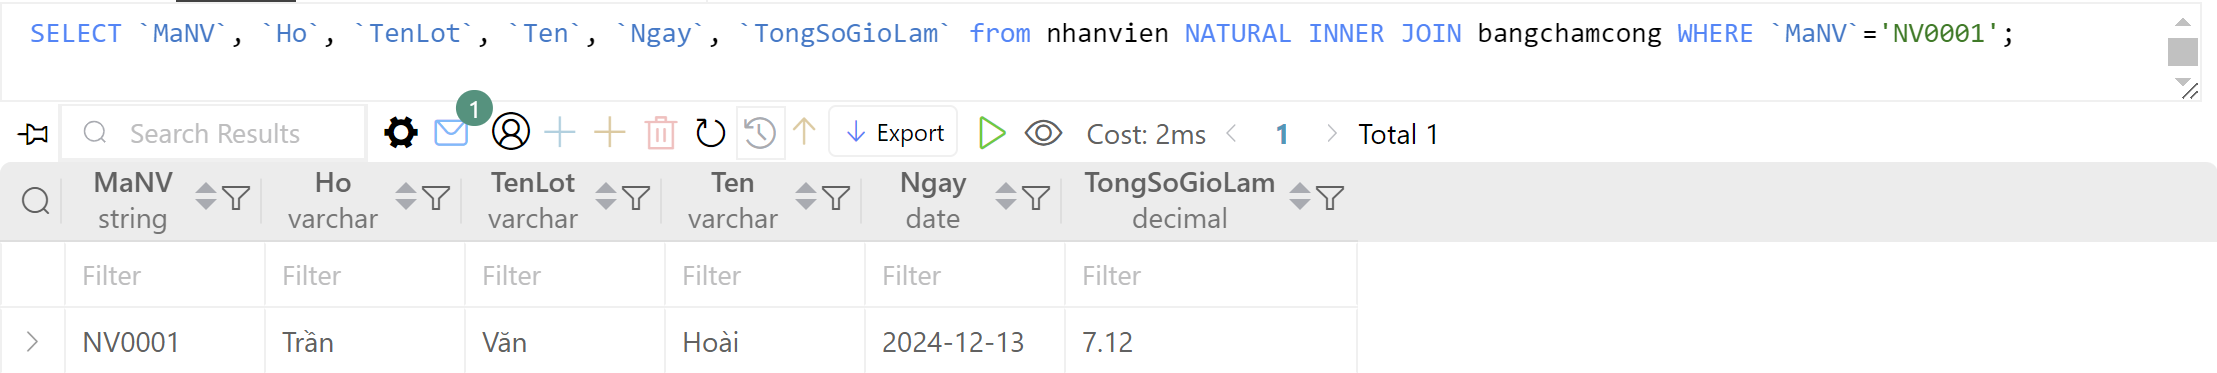 SELECT `MaNV`, `Ho`, `TenLot`, `Ten`, `Ngay`, `TongSoGioLam` from nhanvien NATURAL INNER JOIN bangchamcong WHERE `MaNV`='NV0001';
Search Results 1 Export Cost: 2ms 1 Total 1
MaNV Ho TenLot Ten Ngay TongSoGioLam
string varchar varchar varchar date decimal
Filter Filter Filter Filter Filter Filter
NV0001 Trần Văn Hoài 2024-12-13 7.12